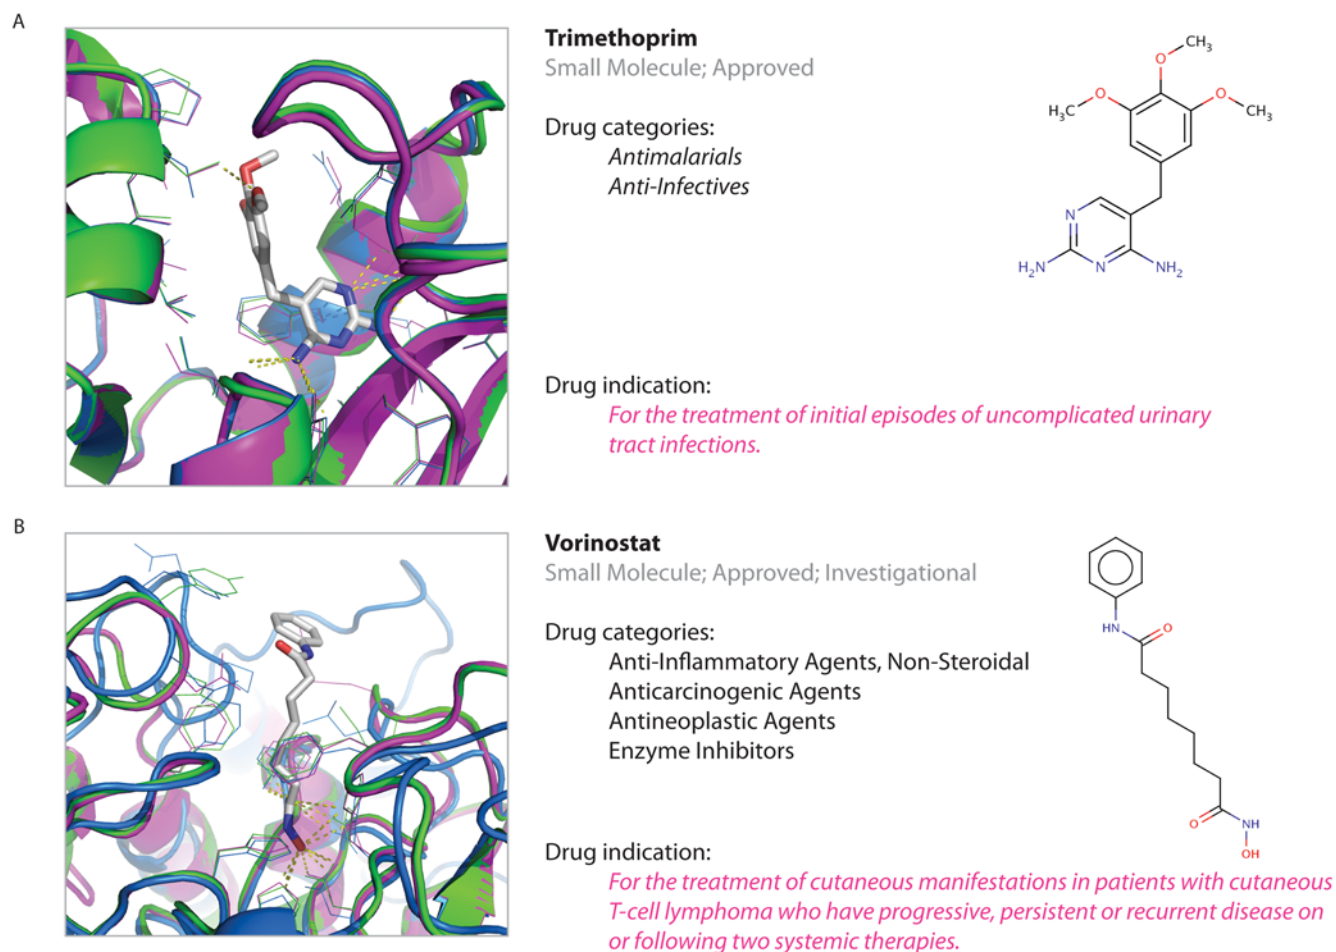 A
Trimethoprim
Small Molecule; Approved
Drug categories:
Antimalarials
Anti-Infectives
CH3
O
O
O
H3C
CH3
N
H2N
N
NH2
Drug indication:
For the treatment of initial episodes of uncomplicated urinary
tract infections.
B
Vorinostat
Small Molecule; Approved; Investigational
Drug categories:
Anti-Inflammatory Agents, Non-Steroidal
Anticarcinogenic Agents
Antineoplastic Agents
Enzyme Inhibitors
HN
O
O
NH
OH
Drug indication:
For the treatment of cutaneous manifestations in patients with cutaneous
T-cell lymphoma who have progressive, persistent or recurrent disease on
or following two systemic therapies.